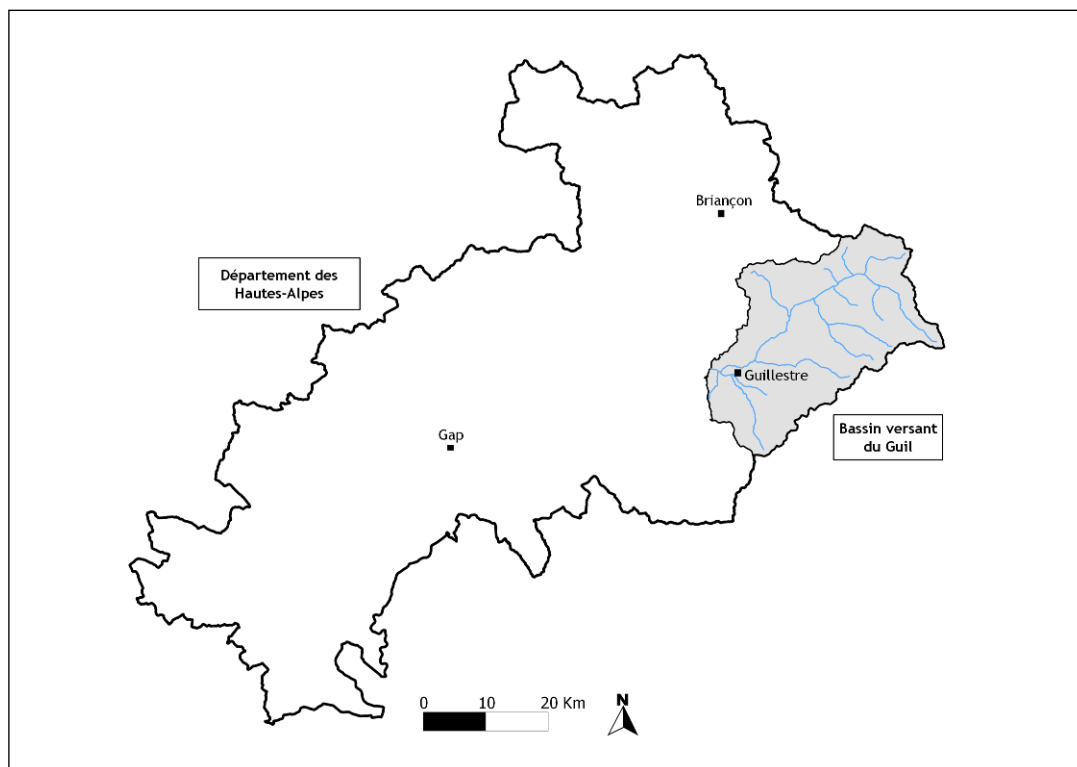 Briançon
Département des
Hautes-Alpes
Guillestre
Bassin versant
du Guil
Gap
0 10 20 Km
N